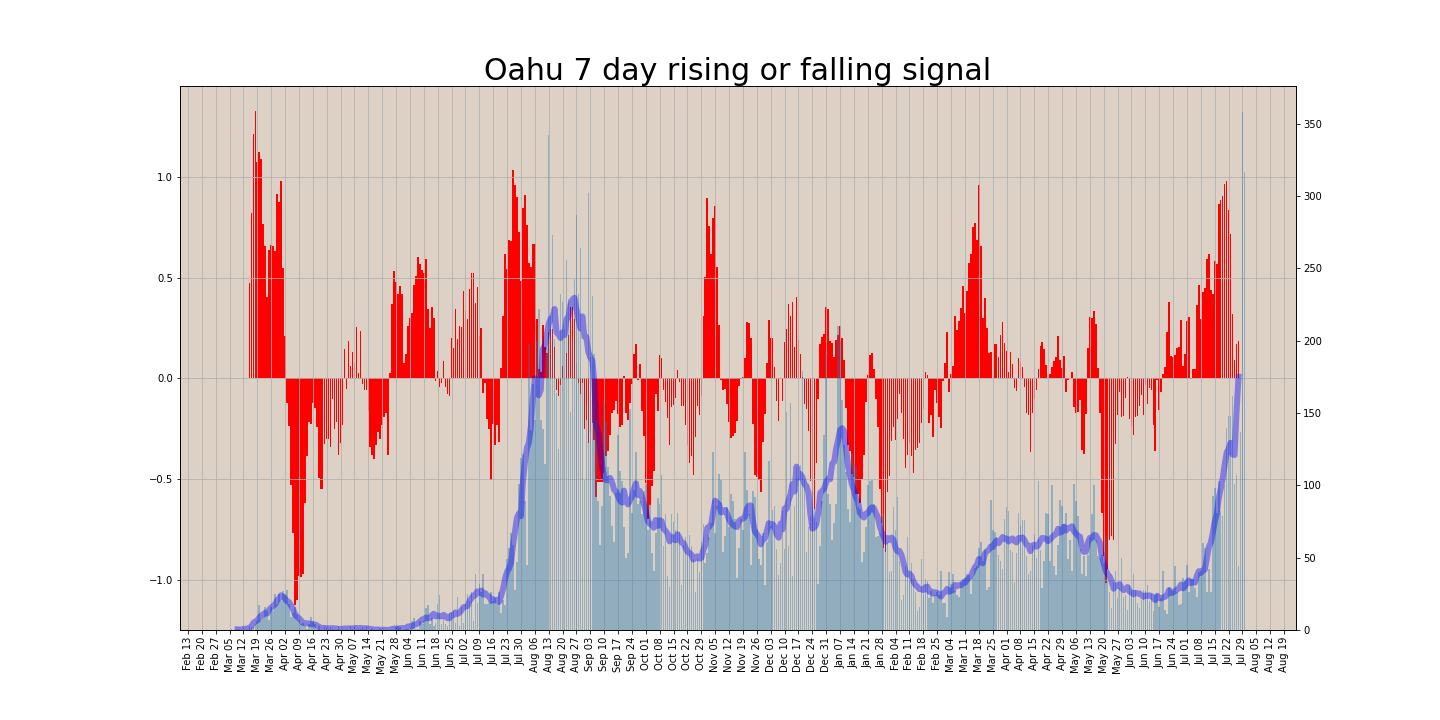 Oahu 7 day rising or falling signal
1.0
0.5
0.0
−0.5
−1.0
350
300
250
200
150
100
50
0
Feb 13
Feb 20
Feb 27
Mar 05
Mar 12
Mar 19
Mar 26
Apr 02
Apr 09
Apr 16
Apr 23
Apr 30
May 07
May 14
May 21
May 28
Jun 04
Jun 11
Jun 18
Jun 25
Jul 02
Jul 09
Jul 16
Jul 23
Jul 30
Aug 06
Aug 13
Aug 20
Aug 27
Sep 03
Sep 10
Sep 17
Sep 24
Oct 01
Oct 08
Oct 15
Oct 22
Oct 29
Nov 05
Nov 12
Nov 19
Nov 26
Dec 03
Dec 10
Dec 17
Dec 24
Dec 31
Jan 07
Jan 14
Jan 21
Jan 28
Feb 04
Feb 11
Feb 18
Feb 25
Mar 04
Mar 11
Mar 18
Mar 25
Apr 01
Apr 08
Apr 15
Apr 22
Apr 29
May 06
May 13
May 20
May 27
Jun 03
Jun 10
Jun 17
Jun 24
Jul 01
Jul 08
Jul 15
Jul 22
Jul 29
Aug 05
Aug 12
Aug 19